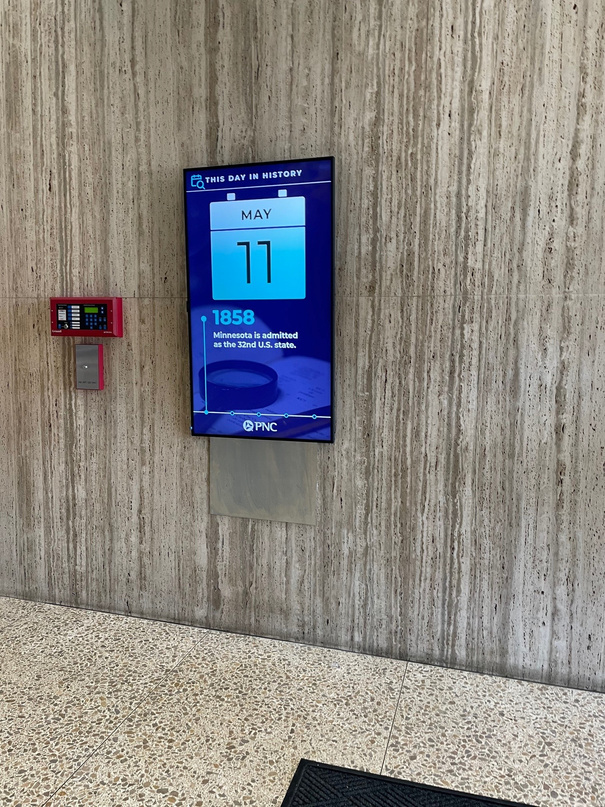 THIS DAY IN HISTORY
MAY
11
1858
Minnesota is admitted
as the 32nd U.S. state.
PNC